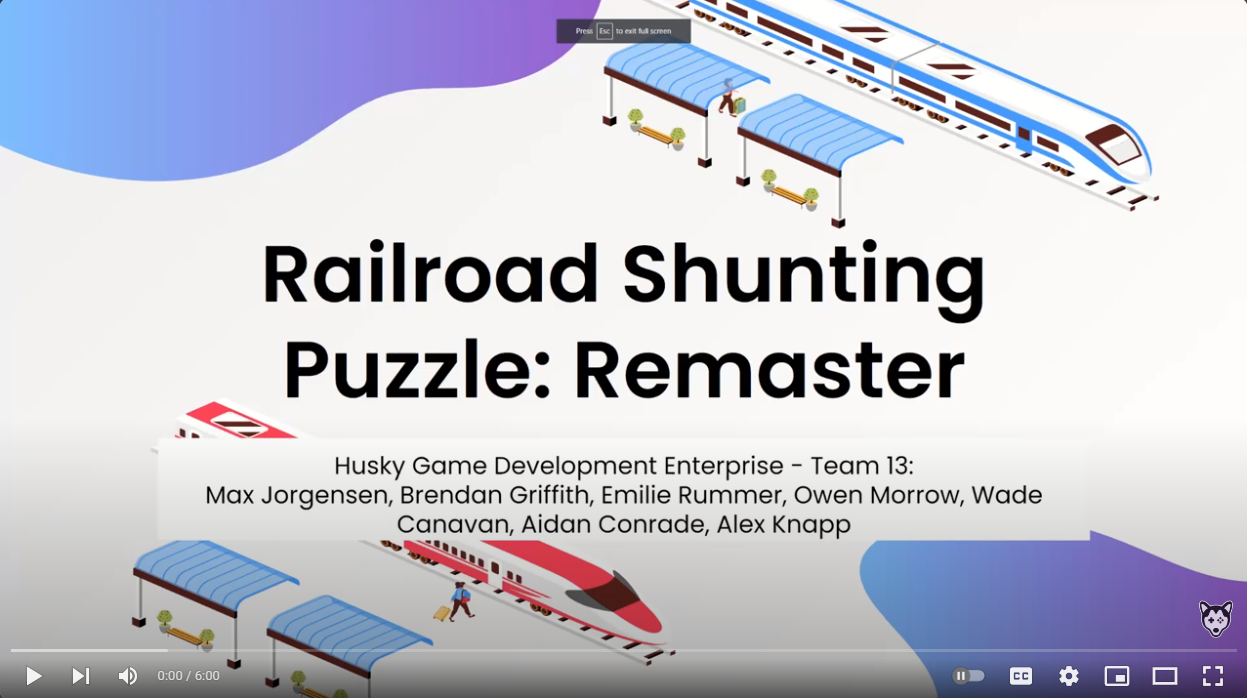 Press Esc to exit full screen
Railroad Shunting
Puzzle: Remaster
Husky Game Development Enterprise - Team 13:
Max Jorgensen, Brendan Griffith, Emilie Rummer, Owen Morrow, Wade
Canavan, Aidan Conrade, Alex Knapp
0:00 / 6:00
CC